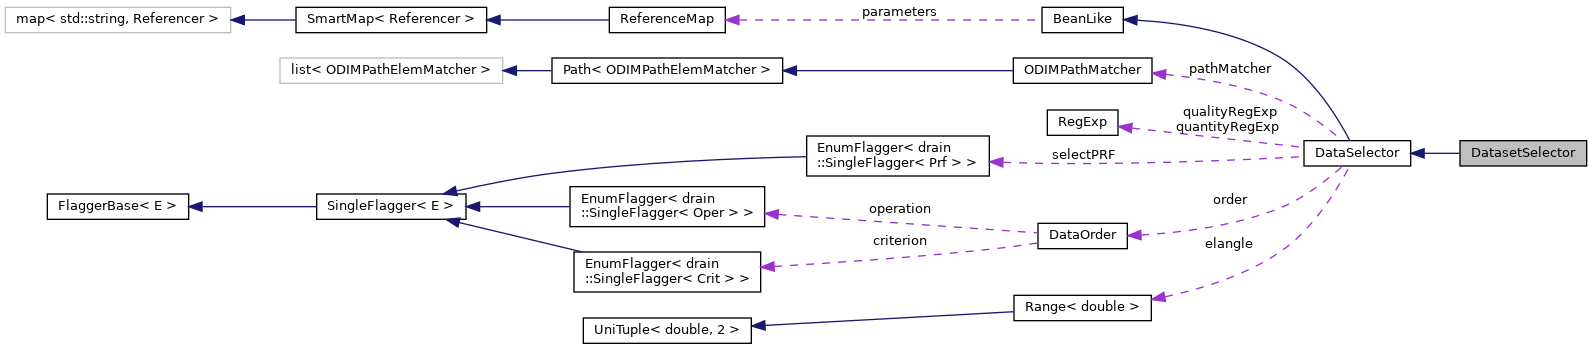 map< std::string, Referencer >
SmartMap< Referencer >
ReferenceMap
parameters
BeanLike
list< ODIMPathElemMatcher >
Path< ODIMPathElemMatcher >
ODIMPathMatcher
pathMatcher
RegExp
qualityRegExp
quantityRegExp
EnumFlagger< drain
::SingleFlagger< Prf > >
selectPRF
DataSelector
DatasetSelector
FlaggerBase< E >
SingleFlagger< E >
EnumFlagger< drain
::SingleFlagger< Oper > >
operation
order
DataOrder
criterion
elangle
EnumFlagger< drain
::SingleFlagger< Crit > >
Range< double >
UniTuple< double, 2 >